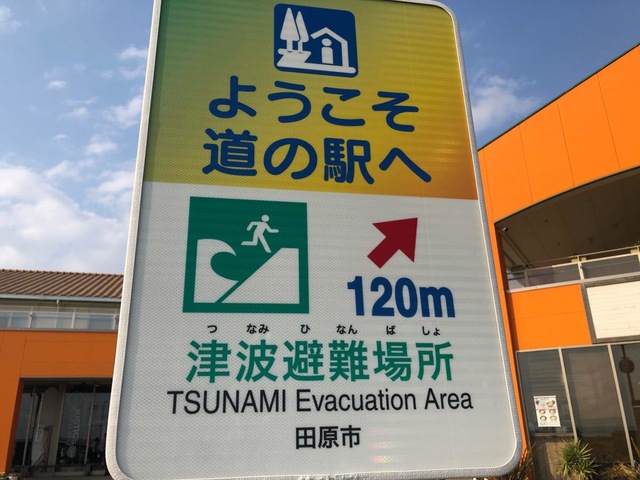 ようこそ
道の駅へ
120m
つ なみ ひ なん ば しょ
津波避難場所
TSUNAMI Evacuation Area
田原市